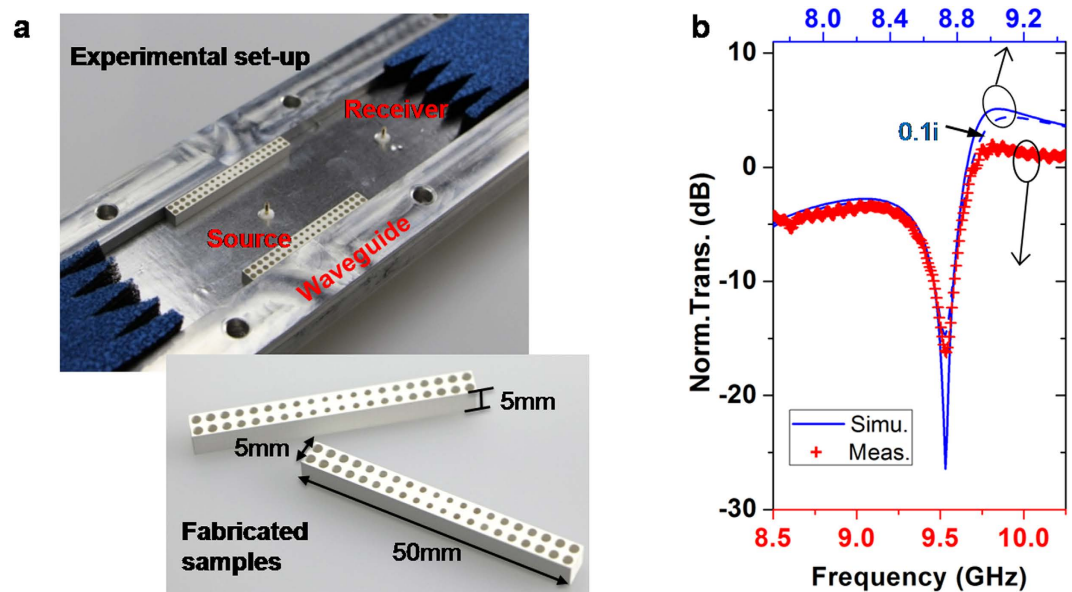 a
Experimental set-up
Receiver
Source
Waveguide
5mm
5mm
50mm
Fabricated
samples
b
8.0 8.4 8.8 9.2
10
0
-10
-20
-30
Norm.Trans. (dB)
0.1i
Simu.
Meas.
8.5 9.0 9.5 10.0
Frequency (GHz)